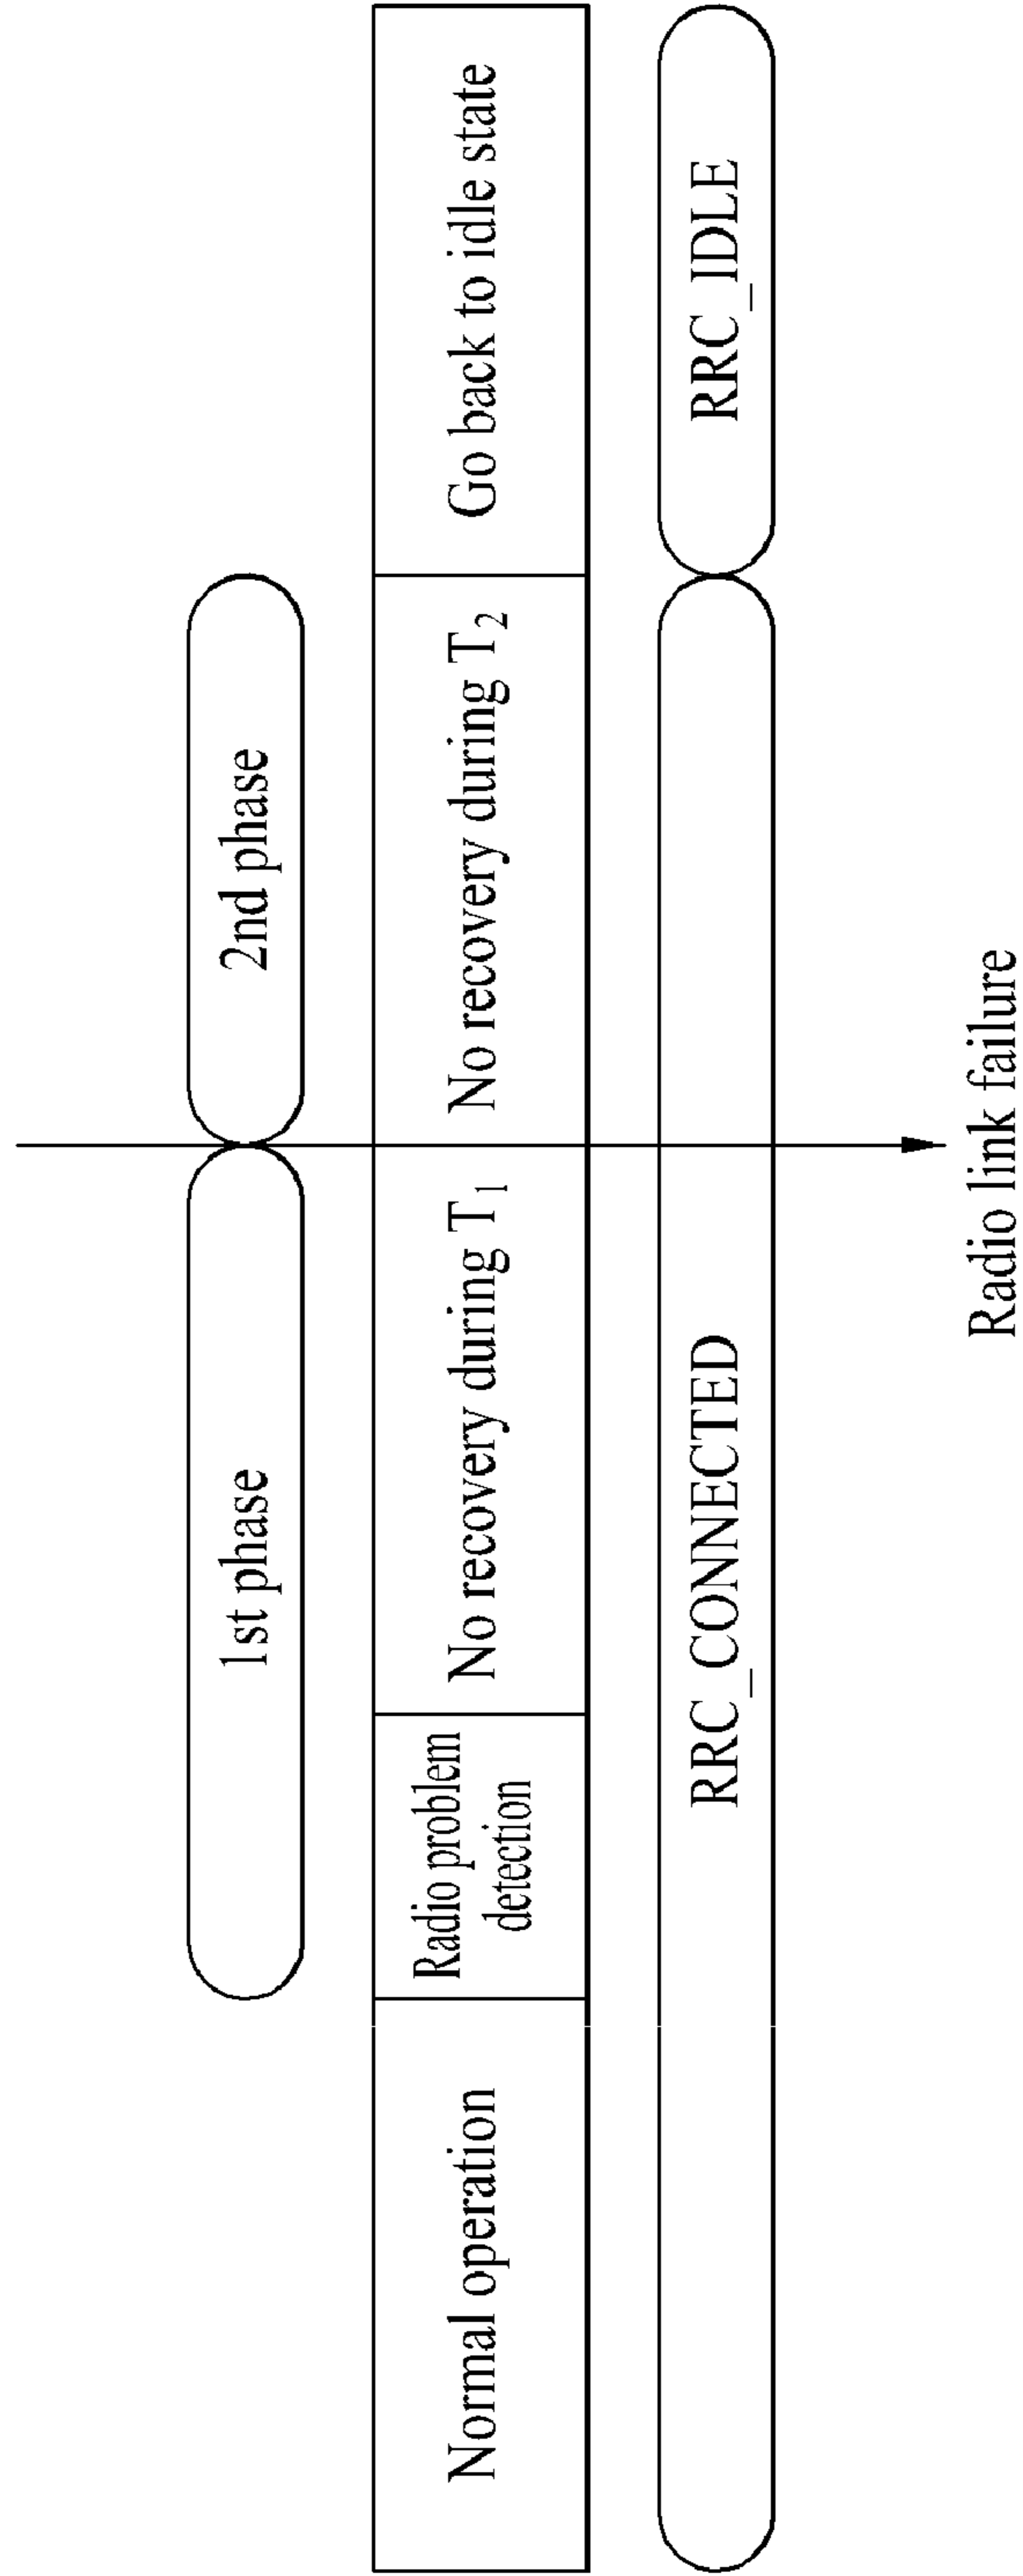 1st phase
2nd phase
Normal operation
Radio problem
detection
No recovery during T₁
No recovery during T₂
Go back to idle state
RRC_CONNECTED
RRC_IDLE
Radio link failure